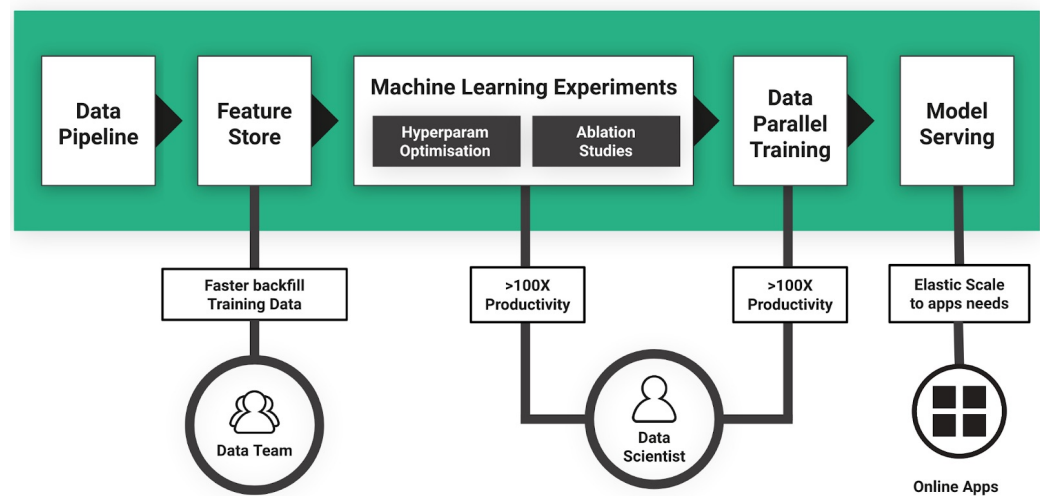 Data
Pipeline
Feature
Store
Machine Learning Experiments
Hyperparam
Optimisation
Ablation
Studies
Data
Parallel
Training
Model
Serving
Faster backfill
Training Data
>100X
Productivity
>100X
Productivity
Elastic Scale
to apps needs
Data Team
Data
Scientist
Online Apps